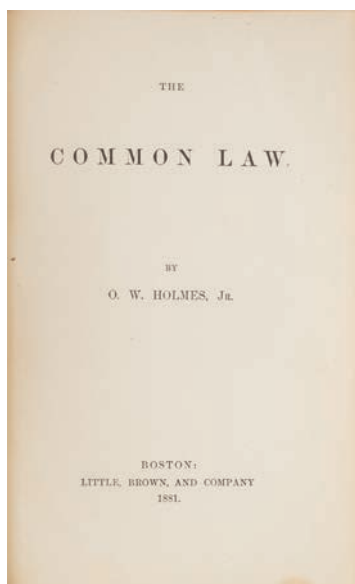 THE
COMMON LAW.
BY
O. W. HOLMES, Jr.
BOSTON:
LITTLE, BROWN, AND COMPANY
1881.